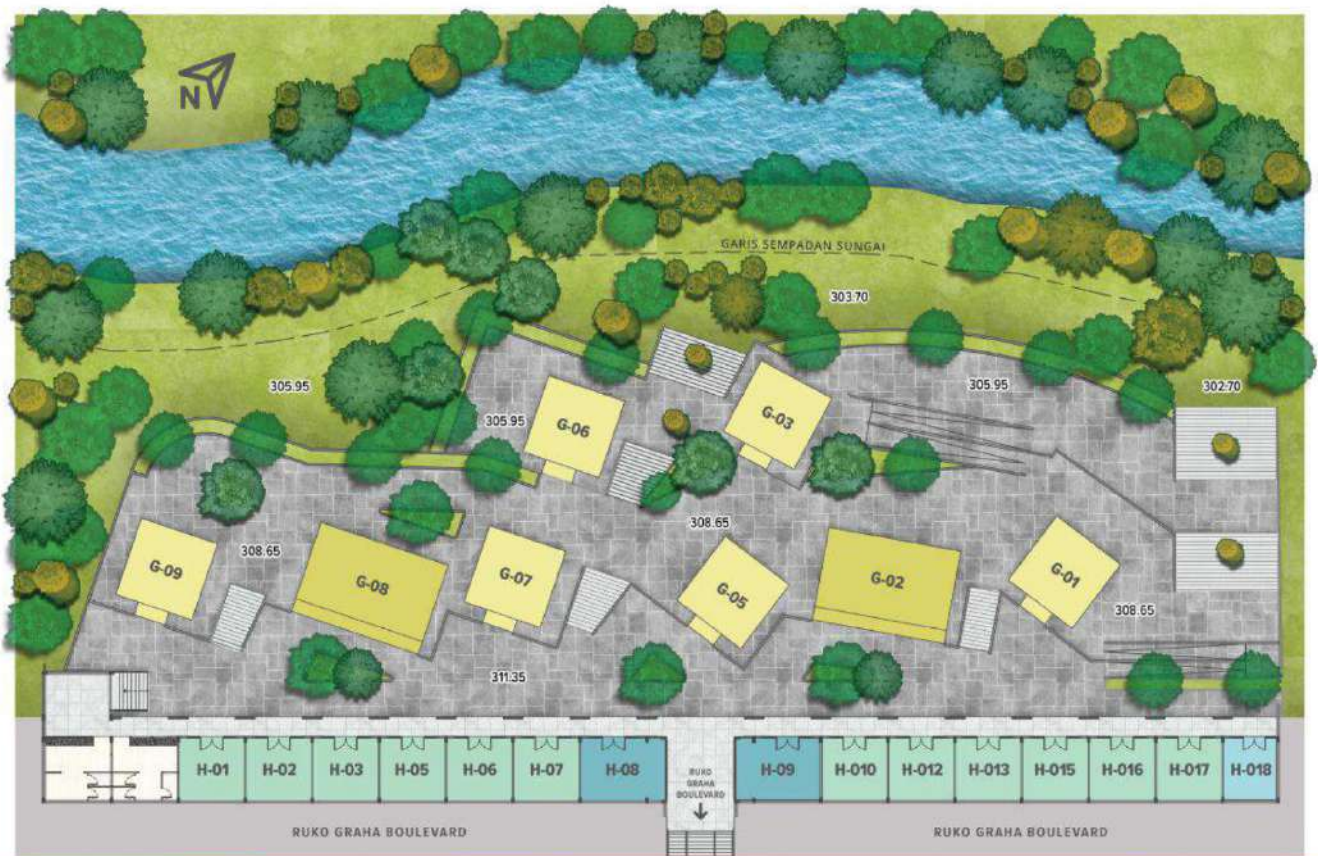 N
GARIS SEMPADAN SUNGAI
303.70
305.95
305.95
302.70
305.95
G-06
G-03
308.65
G-09
308.65
G-08
G-07
G-05
G-02
G-01
308.65
311.35
H-01
H-02
H-03
H-05
H-06
H-07
H-08
RUKO
GRAHA
BOULEVARD
H-09
H-010
H-012
H-013
H-015
H-016
H-017
H-018
RUKO GRAHA BOULEVARD
RUKO GRAHA BOULEVARD